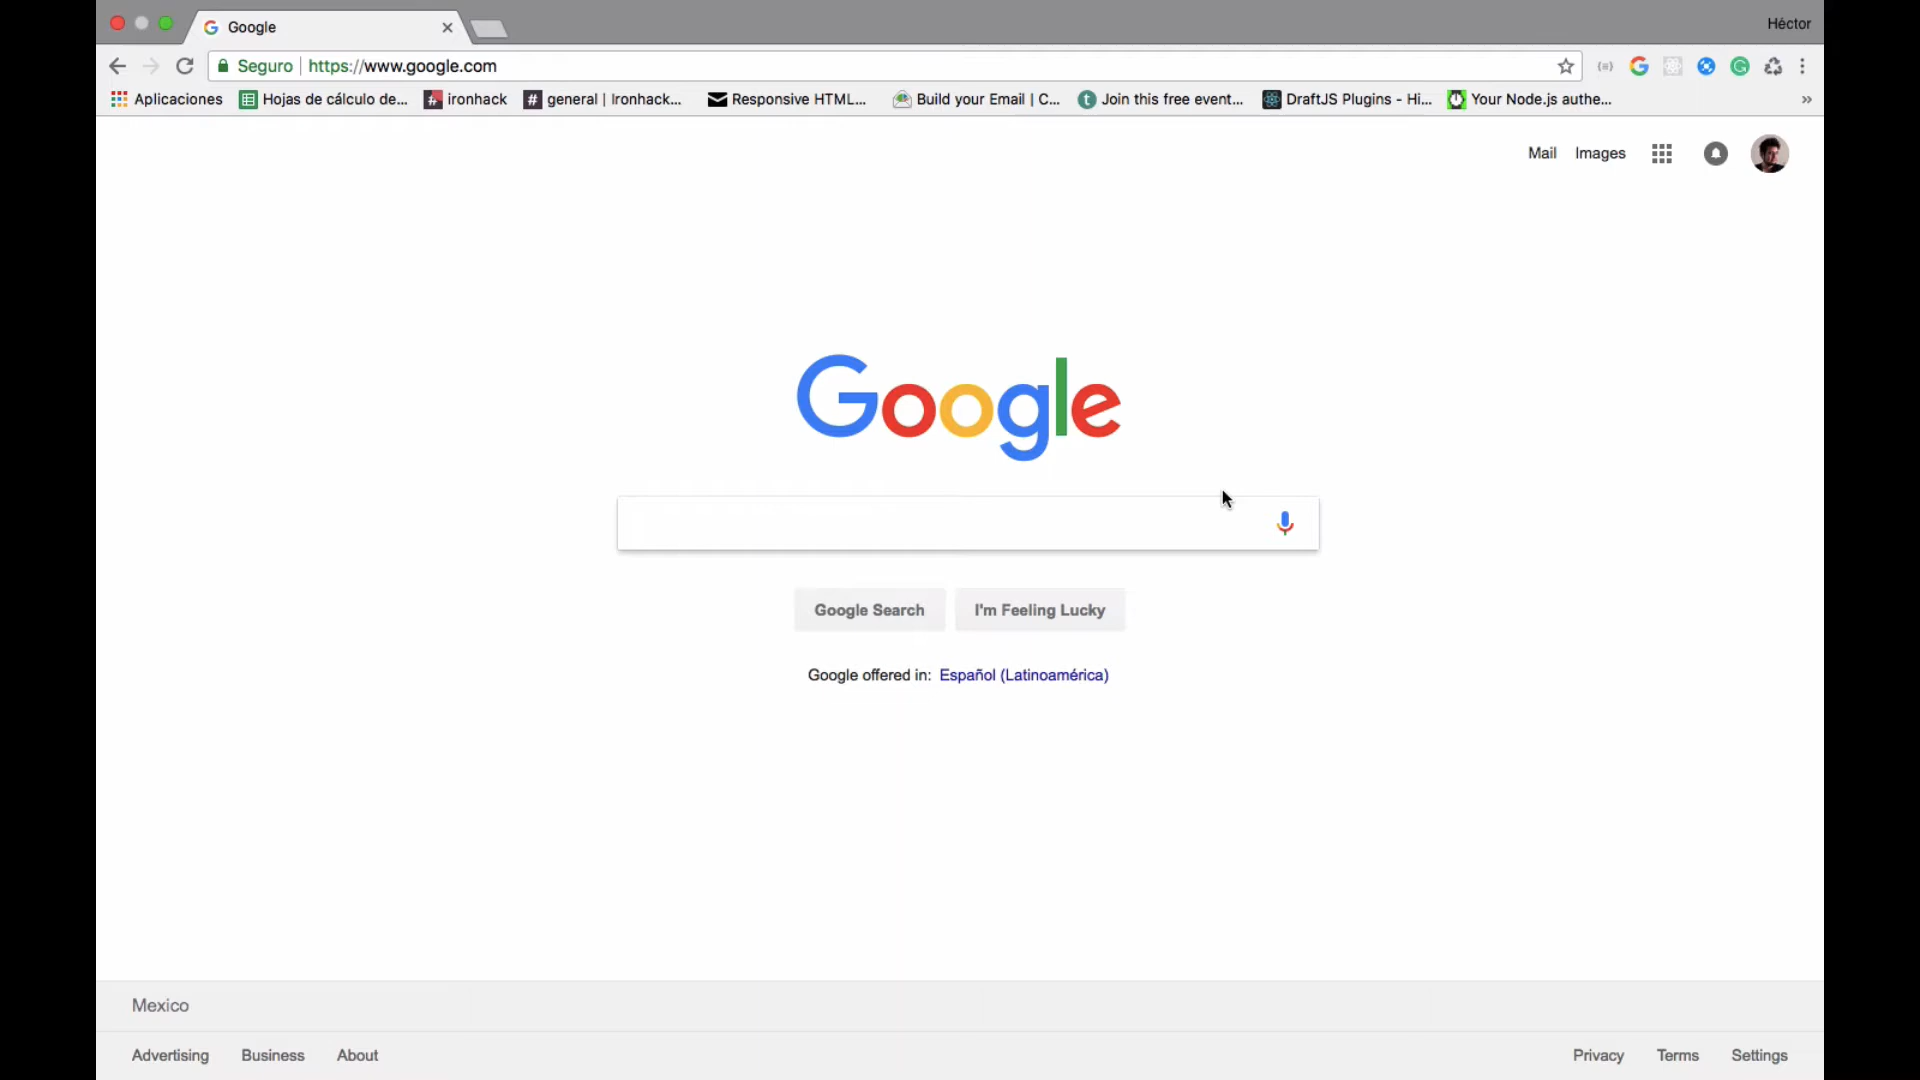 Google
Héctor
Seguro
https://www.google.com
Aplicaciones
Hojas de cálculo de...
ironhack
general | Ironhack...
Responsive HTML...
Build your Email | C...
Join this free event...
DraftJS Plugins - Hi...
Your Node.js authe...
»
Mail
Images
Google
Google Search
I'm Feeling Lucky
Google offered in: Español (Latinoamérica)
Mexico
Advertising
Business
About
Privacy
Terms
Settings